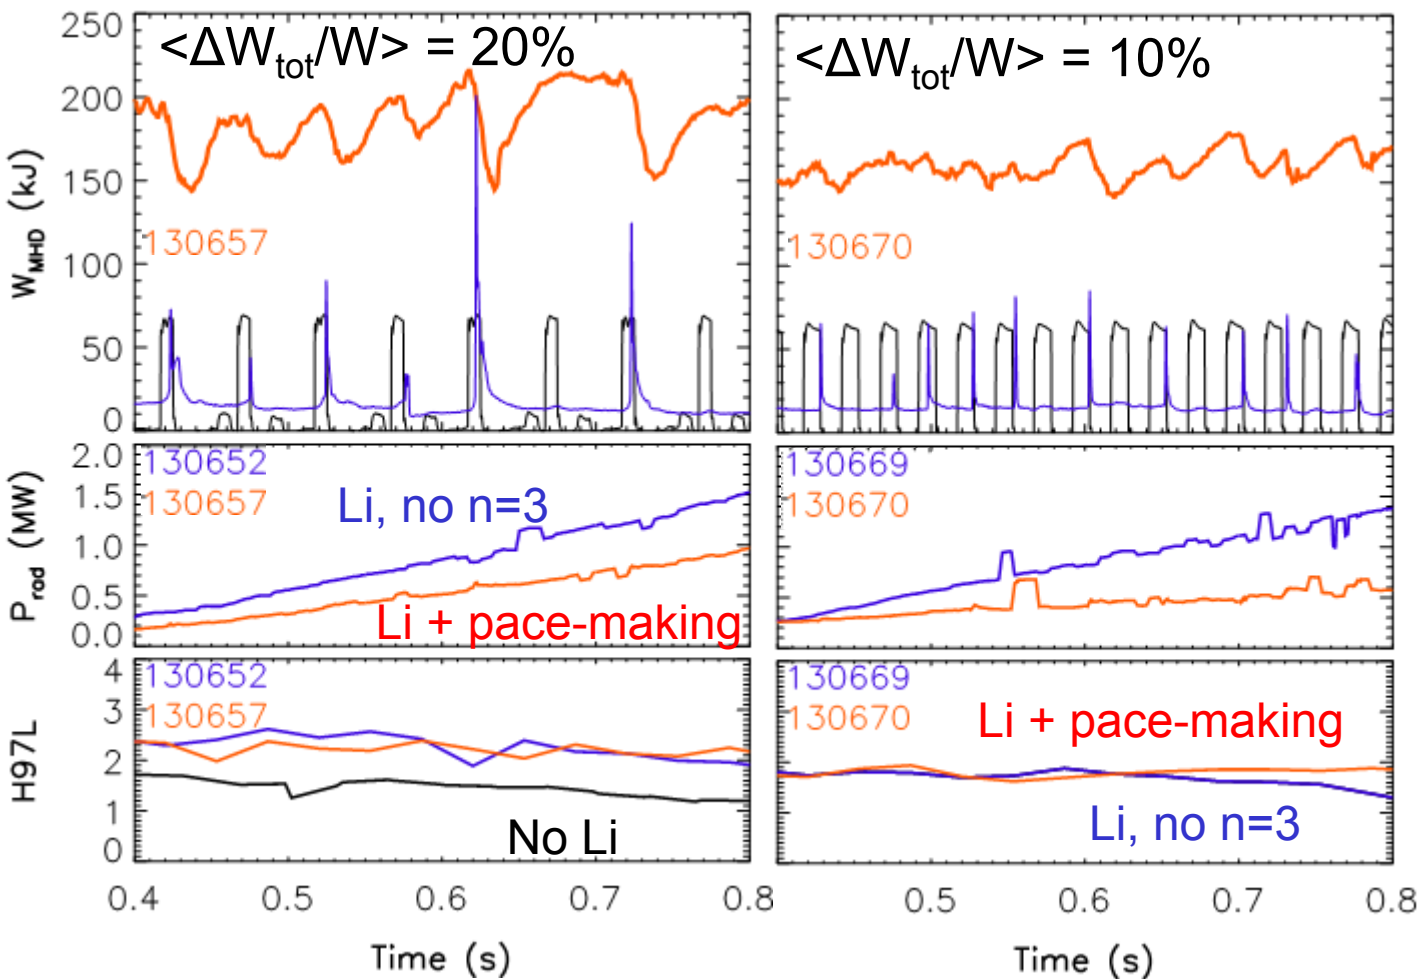 <ΔWtot/W> = 20%
<ΔWtot/W> = 10%
250
200
150
100
50
0
WMHD (kJ)
130657
130670
2.0
1.5
1.0
0.5
0.0
Prad (MW)
130652
130657
Li, no n=3
Li + pace-making
130669
130670
4
3
2
1
0
H97L
130652
130657
No Li
130669
130670
Li + pace-making
Li, no n=3
0.4 0.5 0.6 0.7 0.8
0.5 0.6 0.7 0.8
Time (s)
Time (s)